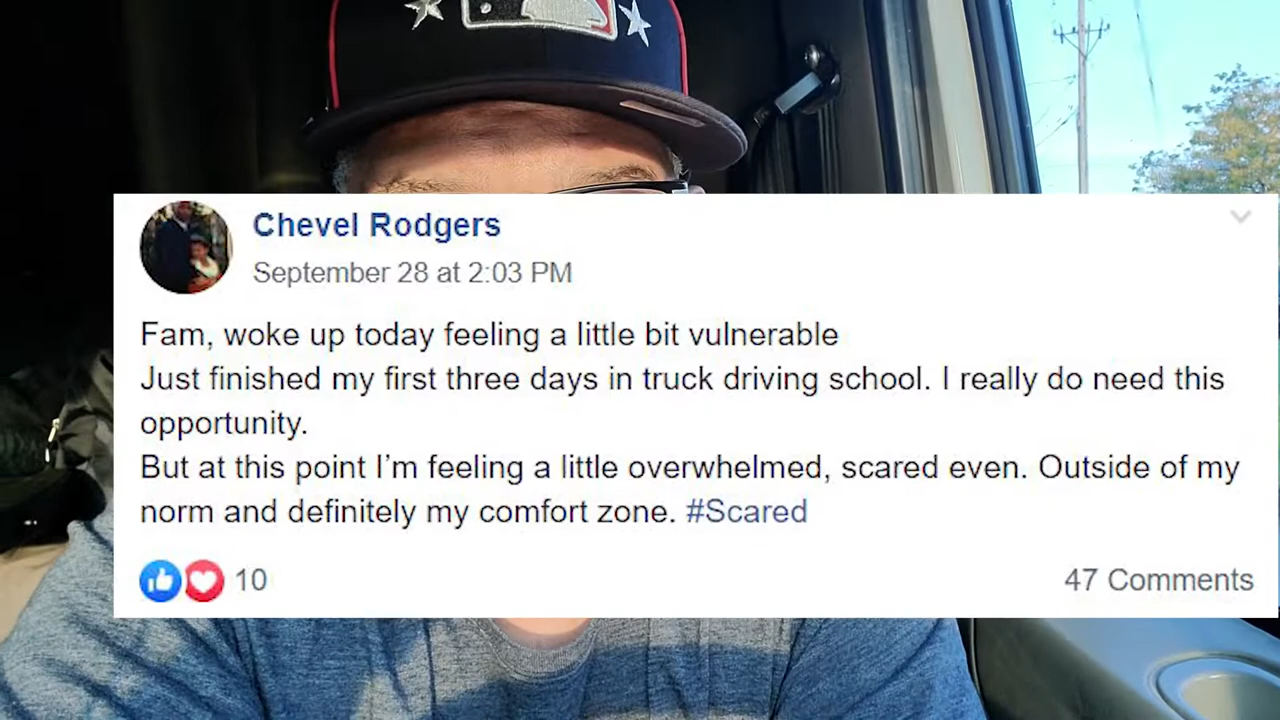 Chevel Rodgers
September 28 at 2:03 PM
Fam, woke up today feeling a little bit vulnerable
Just finished my first three days in truck driving school. I really do need this
opportunity.
But at this point I’m feeling a little overwhelmed, scared even. Outside of my
norm and definitely my comfort zone. #Scared
10
47 Comments